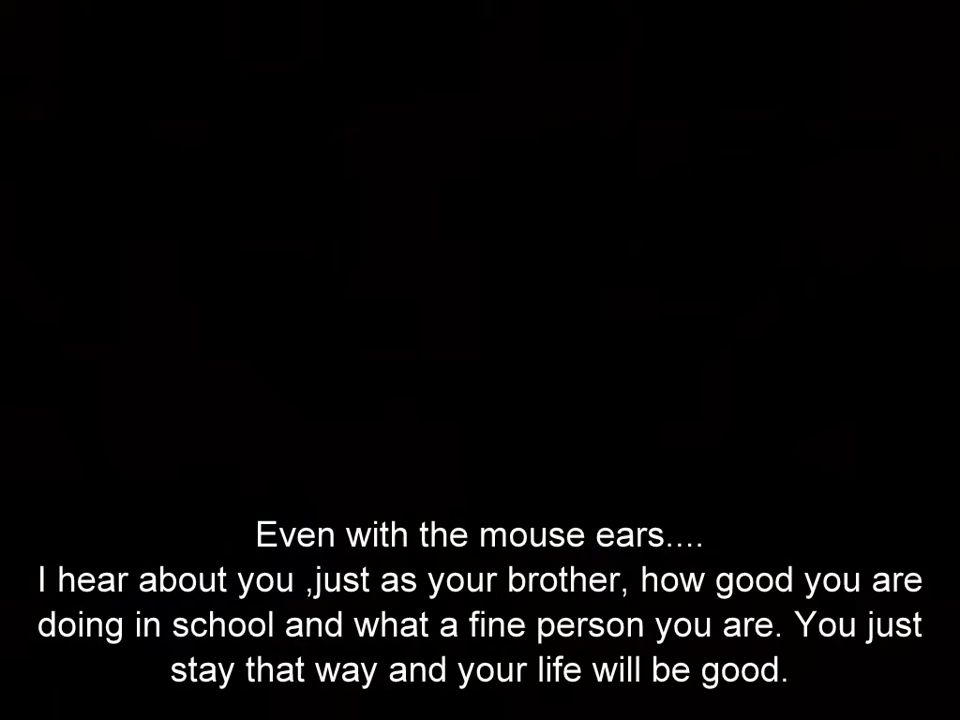 Even with the mouse ears....
I hear about you ,just as your brother, how good you are
doing in school and what a fine person you are. You just
stay that way and your life will be good.